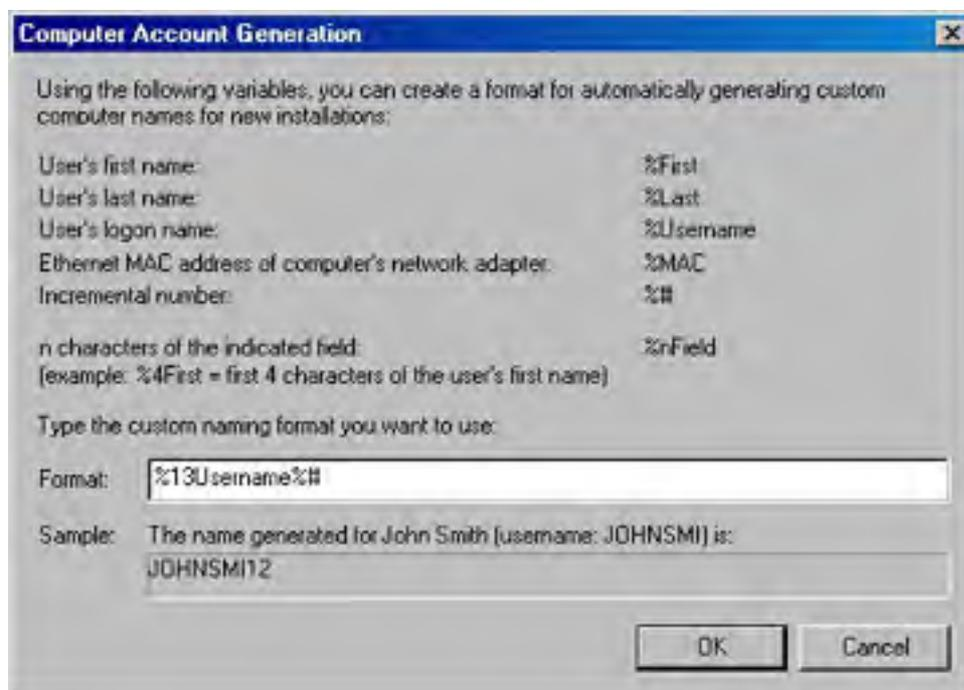 Computer Account Generation
Using the following variables, you can create a format for automatically generating custom
computer names for new installations:
User's first name: %First
User's last name: %Last
User's logon name: %Username
Ethernet MAC address of computer's network adapter: %MAC
Incremental number: %#
n characters of the indicated field: %nField
(example: %4First = first 4 characters of the user's first name)
Type the custom naming format you want to use:
Format: %13Username%#
Sample: The name generated for John Smith (username: JOHNSMI) is:
JOHNSMI12
OK Cancel